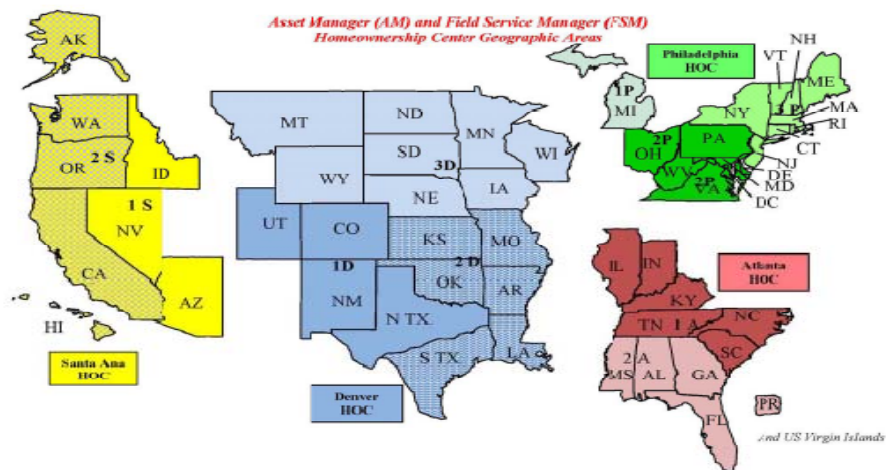 Asset Manager (AM) and Field Service Manager (FSM)
Homeownership Center Geographic Areas
AK
WA
OR
2 S
ID
1 S
NV
CA
AZ
HI
Santa Ana
HOC
MT
ND
MN
SD
3D
WI
WY
NE
IA
UT
CO
KS
MO
1D
2 D
NM
OK
AR
N TX
S TX
LA
Denver
HOC
Philadelphia
HOC
NH
VT
ME
1P
MI
NY
3 P
MA
RI
CT
2P
OH
PA
NJ
DE
MD
WV
2P
VA
DC
IL
IN
Atlanta
HOC
KY
TN
1 A
NC
SC
2 A
MS
AL
GA
FL
PR
And US Virgin Islands